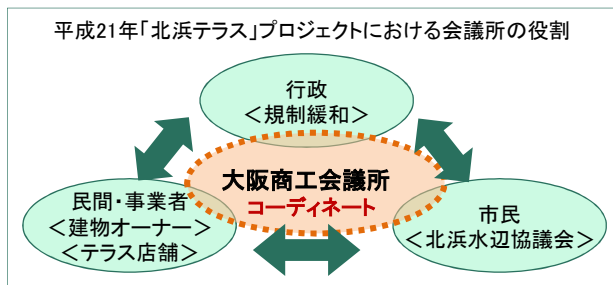 平成21年「北浜テラス」プロジェクトにおける会議所の役割
行政
＜規制緩和＞
大阪商工会議所
コーディネート
民間・事業者
＜建物オーナー＞
＜テラス店舗＞
市民
＜北浜水辺協議会＞